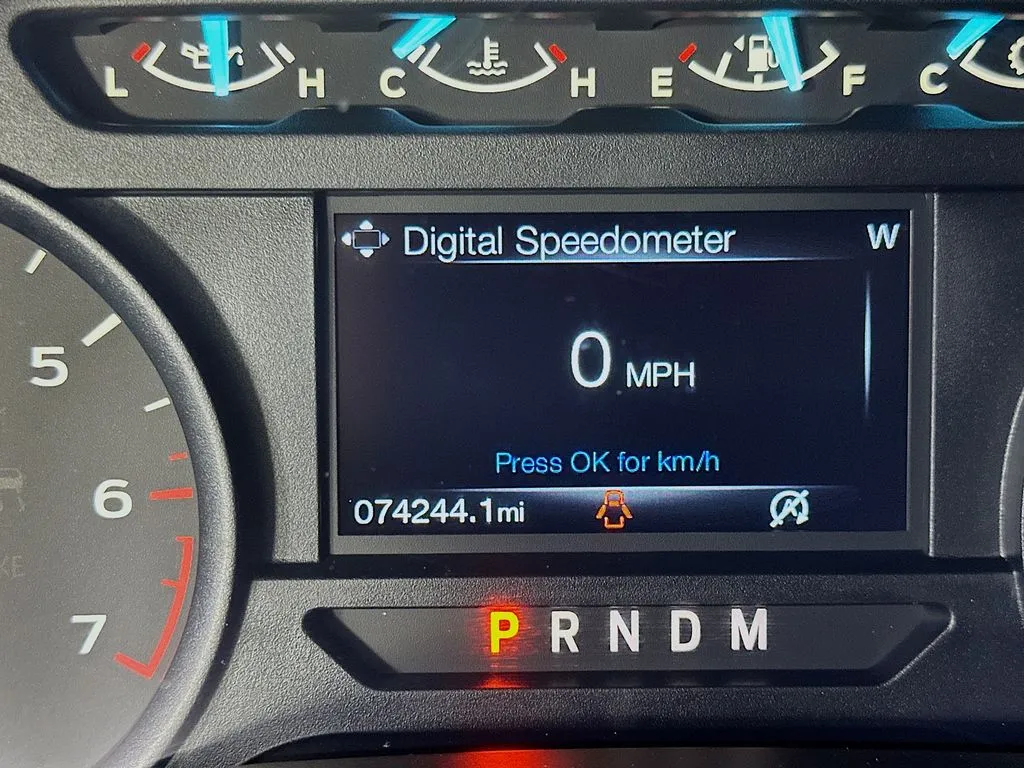 L H C H E F C
Digital Speedometer W
0 MPH
Press OK for km/h
074244.1mi
5
6
7
P R N D M